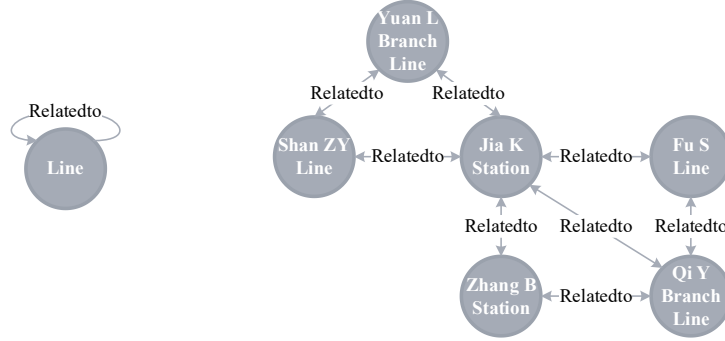 Relatedto
Line
Yuan L
Branch
Line
Relatedto
Relatedto
Shan ZY
Line
Relatedto
Jia K
Station
Relatedto
Fu S
Line
Relatedto
Relatedto
Relatedto
Zhang B
Station
Relatedto
Qi Y
Branch
Line